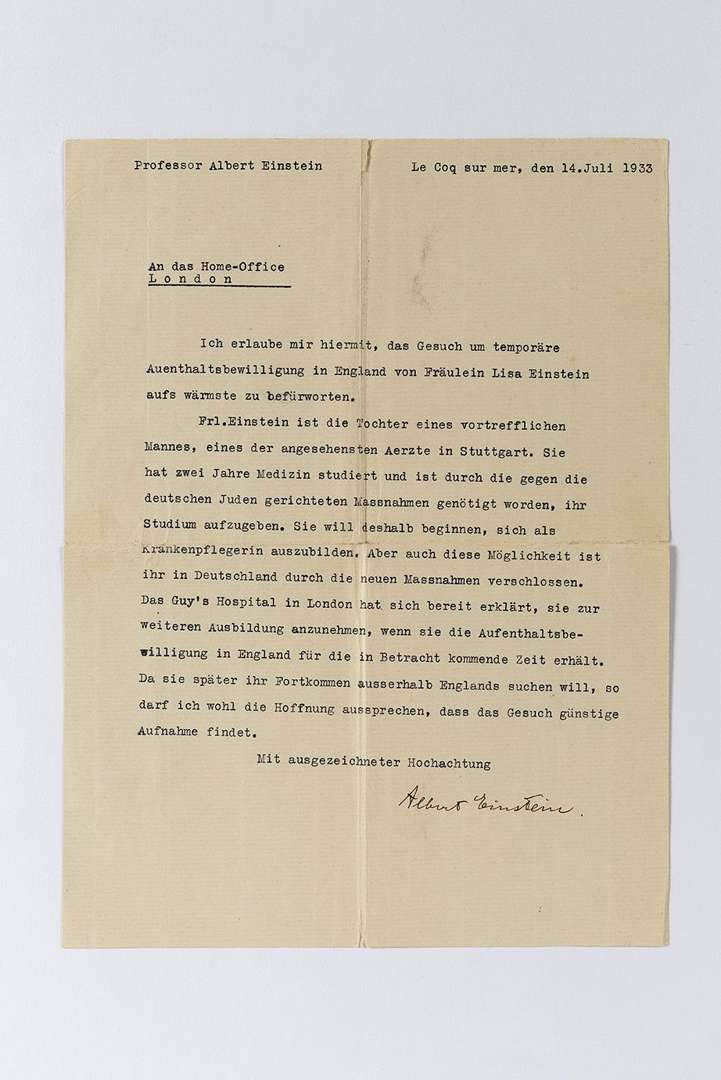 Professor Albert Einstein
Le Coq sur mer, den 14.Juli 1933
An das Home-Office
London
Ich erlaube mir hiermit, das Gesuch um temporäre
Auenthaltsbewilligung in England von Fräulein Lisa Einstein
aufs wärmste zu befürworten.
Frl.Einstein ist die Tochter eines vortrefflichen
Mannes, eines der angesehensten Aerzte in Stuttgart. Sie
hat zwei Jahre Medizin studiert und ist durch die gegen die
deutschen Juden gerichteten Massnahmen genötigt worden, ihr
Studium aufzugeben. Sie will deshalb beginnen, sich als
Krankenpflegerin auszubilden. Aber auch diese Möglichkeit ist
ihr in Deutschland durch die neuen Massnahmen verschlossen.
Das Guy's Hospital in London hat sich bereit erklärt, sie zur
weiteren Ausbildung anzunehmen, wenn sie die Aufenthaltsbe-
willigung in England für die in Betracht kommende Zeit erhält.
Da sie später ihr Fortkommen ausserhalb Englands suchen will, so
darf ich wohl die Hoffnung aussprechen, dass das Gesuch günstige
Aufnahme findet.
Mit ausgezeichneter Hochachtung
Albert Einstein.